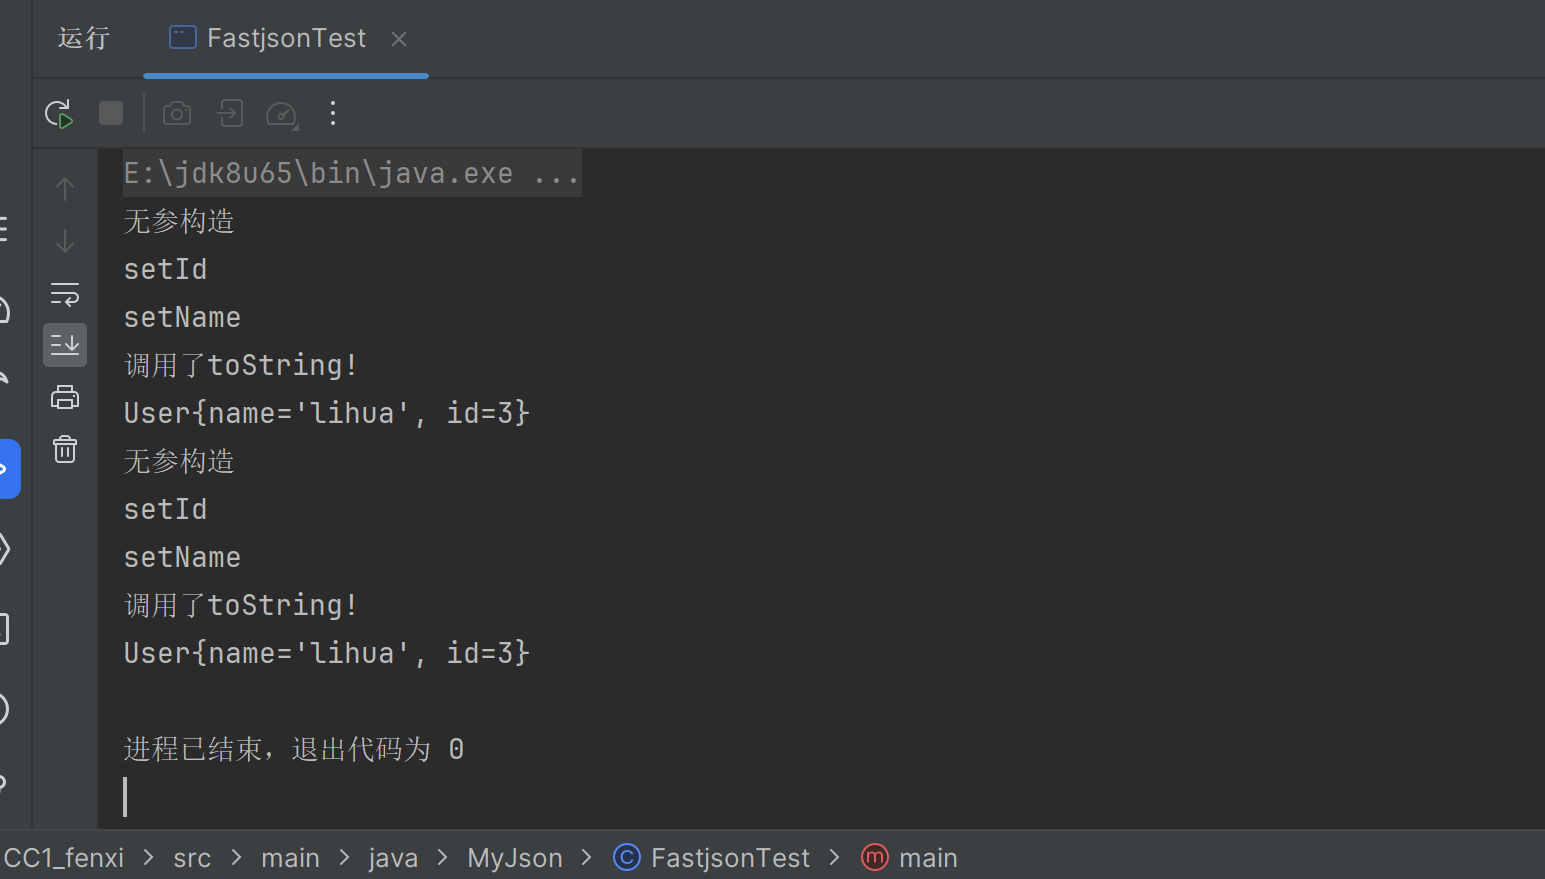 运行 FastjsonTest
E:\jdk8u65\bin\java.exe ...
无参构造
setId
setName
调用了toString!
User{name='lihua', id=3}
无参构造
setId
setName
调用了toString!
User{name='lihua', id=3}
进程已结束，退出代码为 0
CC1_fenxi > src > main > java > MyJson > FastjsonTest > main